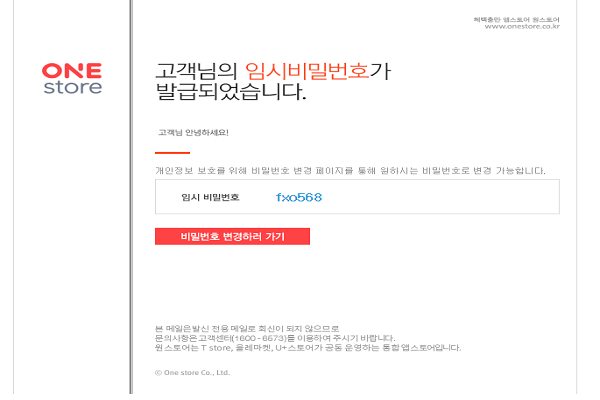 혜택충만 앱스토어 원스토어
www.onestore.co.kr
ONE
store
고객님의 임시비밀번호가
발급되었습니다.
고객님 안녕하세요!
개인정보 보호를 위해 비밀번호 변경 페이지를 통해 원하시는 비밀번호로 변경 가능합니다.
임시 비밀번호 fxo568
비밀번호 변경하러 가기
본 메일은발신 전용 메일로 회신이 되지 않으므로
문의사항은고객센터(1600-6573)를 이용하여 주시기 바랍니다.
원스토어는 T store, 올레마켓, U+스토어가 공동 운영하는 통합 앱스토어입니다.
ⓒ One store Co., Ltd.